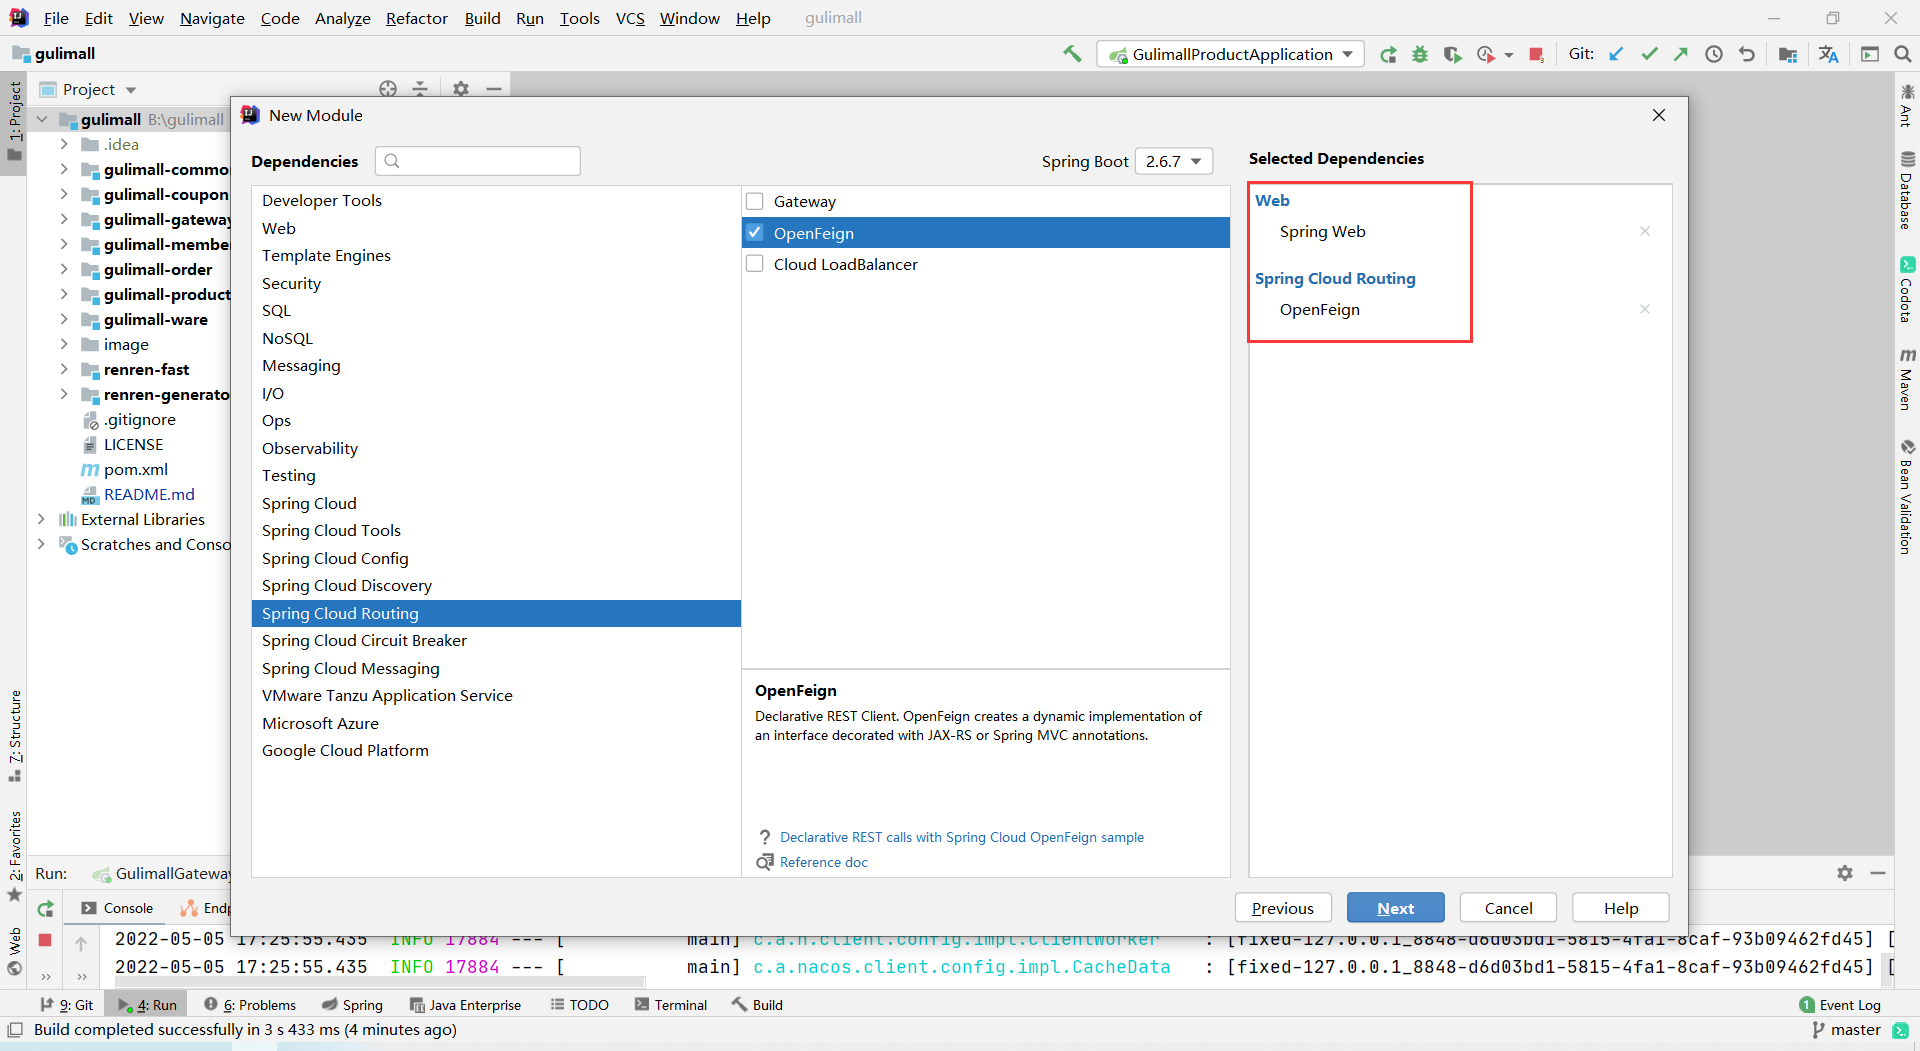 File Edit View Navigate Code Analyze Refactor Build Run Tools VCS Window Help gulimall
gulimall
GulimallProductApplication
Git:
Project
1: Project
gulimall B:\gulimall
.idea
gulimall-commo
gulimall-coupon
gulimall-gateway
gulimall-membe
gulimall-order
gulimall-product
gulimall-ware
image
renren-fast
renren-generato
.gitignore
LICENSE
pom.xml
README.md
External Libraries
Scratches and Conso
7: Structure
2: Favorites
Web
New Module
Dependencies
Spring Boot 2.6.7
Developer Tools
Web
Template Engines
Security
SQL
NoSQL
Messaging
I/O
Ops
Observability
Testing
Spring Cloud
Spring Cloud Tools
Spring Cloud Config
Spring Cloud Discovery
Spring Cloud Routing
Spring Cloud Circuit Breaker
Spring Cloud Messaging
VMware Tanzu Application Service
Microsoft Azure
Google Cloud Platform
Gateway
OpenFeign
Cloud LoadBalancer
OpenFeign
Declarative REST Client. OpenFeign creates a dynamic implementation of
an interface decorated with JAX-RS or Spring MVC annotations.
Declarative REST calls with Spring Cloud OpenFeign sample
Reference doc
Selected Dependencies
Web
Spring Web
Spring Cloud Routing
OpenFeign
Previous Next Cancel Help
Ant
Database
Codota
Maven
Bean Validation
Run: GulimallGateway
Console Endp
2022-05-05 17:25:55.435 INFO 17884 --- [ main] c.a.n.client.config.impl.ClientWorker : [fixed-127.0.0.1_8848-d6d03bd1-5815-4fa1-8caf-93b09462fd45] [
2022-05-05 17:25:55.435 INFO 17884 --- [ main] c.a.nacos.client.config.impl.CacheData : [fixed-127.0.0.1_8848-d6d03bd1-5815-4fa1-8caf-93b09462fd45] [
9: Git 4: Run 6: Problems Spring Java Enterprise TODO Terminal Build 1 Event Log
Build completed successfully in 3 s 433 ms (4 minutes ago) master